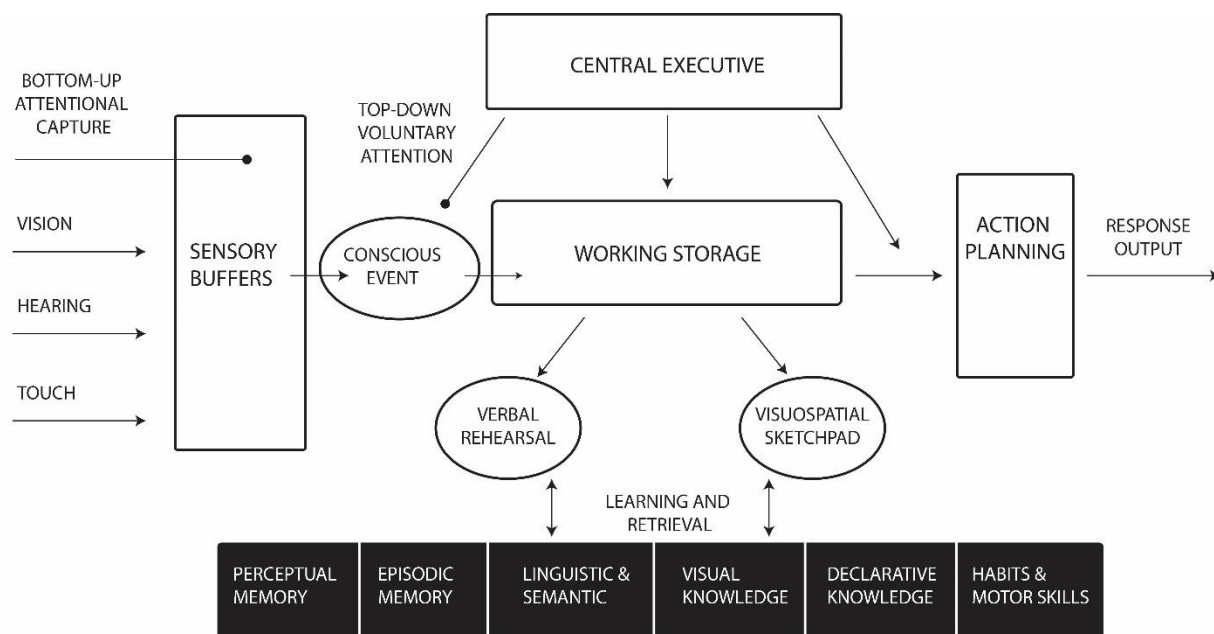 BOTTOM-UP
ATTENTIONAL
CAPTURE
VISION
HEARING
TOUCH
SENSORY
BUFFERS
TOP-DOWN
VOLUNTARY
ATTENTION
CONSCIOUS
EVENT
CENTRAL EXECUTIVE
WORKING STORAGE
ACTION
PLANNING
RESPONSE
OUTPUT
VERBAL
REHEARSAL
VISUOSPATIAL
SKETCHPAD
LEARNING AND
RETRIEVAL
PERCEPTUAL
MEMORY
EPISODIC
MEMORY
LINGUISTIC &
SEMANTIC
VISUAL
KNOWLEDGE
DECLARATIVE
KNOWLEDGE
HABITS &
MOTOR SKILLS